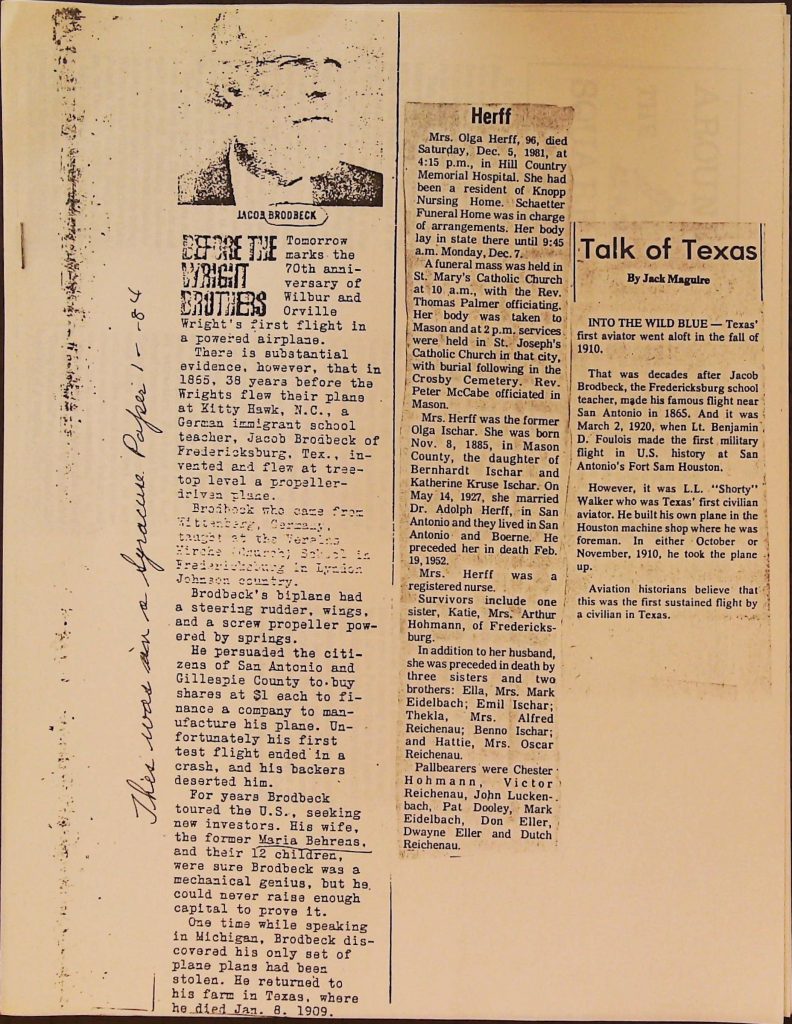 This was in a Syracuse Paper 1--84
JACOB BRODBECK
BEFORE THE
WRIGHT
BROTHERS
Tomorrow
marks the
70th anni-
versary of
Wilbur and
Orville
Wright's first flight in
a powered airplane.
There is substantial
evidence, however, that in
1865, 38 years before the
Wrights flew their plane
at Kitty Hawk, N.C., a
German immigrant school
teacher, Jacob Brodbeck of
Fredericksburg, Tex., in-
vented and flew at tree-
top level a propeller-
driven plane.
Brodbeck who came from
Wittenberg, Germany,
taught at the Vereins
Kirche (Church) School in
Fredericksburg in Lyndon
Johnson country.
Brodbeck's biplane had
a steering rudder, wings,
and a screw propeller pow-
ered by springs.
He persuaded the citi-
zens of San Antonio and
Gillespie County to buy
shares at $1 each to fi-
nance a company to man-
ufacture his plane. Un-
fortunately his first
test flight ended in a
crash, and his backers
deserted him.
For years Brodbeck
toured the U.S., seeking
new investors. His wife,
the former Maria Behrens,
and their 12 children,
were sure Brodbeck was a
mechanical genius, but he
could never raise enough
capital to prove it.
One time while speaking
in Michigan, Brodbeck dis-
covered his only set of
plane plans had been
stolen. He returned to
his farm in Texas, where
he died Jan. 8. 1909.
Herff
Mrs. Olga Herff, 96, died
Saturday, Dec. 5, 1981, at
4:15 p.m., in Hill Country
Memorial Hospital. She had
been a resident of Knopp
Nursing Home. Schaetter
Funeral Home was in charge
of arrangements. Her body
lay in state there until 9:45
a.m. Monday, Dec. 7.
A funeral mass was held in
St. Mary's Catholic Church
at 10 a.m., with the Rev.
Thomas Palmer officiating.
Her body was taken to
Mason and at 2 p.m. services
were held in St. Joseph's
Catholic Church in that city,
with burial following in the
Crosby Cemetery. Rev.
Peter McCabe officiated in
Mason.
Mrs. Herff was the former
Olga Ischar. She was born
Nov. 8, 1885, in Mason
County, the daughter of
Bernhardt Ischar and
Katherine Kruse Ischar. On
May 14, 1927, she married
Dr. Adolph Herff, in San
Antonio and they lived in San
Antonio and Boerne. He
preceded her in death Feb.
19, 1952.
Mrs. Herff was a
registered nurse.
Survivors include one
sister, Katie, Mrs. Arthur
Hohmann, of Fredericks-
burg.
In addition to her husband,
she was preceded in death by
three sisters and two
brothers: Ella, Mrs. Mark
Eidelbach; Emil Ischar;
Thekla, Mrs. Alfred
Reichenau; Benno Ischar;
and Hattie, Mrs. Oscar
Reichenau.
Pallbearers were Chester
Hohmann, Victor
Reichenau, John Lucken-
bach, Pat Dooley, Mark
Eidelbach, Don Eller,
Dwayne Eller and Dutch
Reichenau.
Talk of Texas
By Jack Maguire
INTO THE WILD BLUE — Texas'
first aviator went aloft in the fall of
1910.
That was decades after Jacob
Brodbeck, the Fredericksburg school
teacher, made his famous flight near
San Antonio in 1865. And it was
March 2, 1920, when Lt. Benjamin
D. Foulois made the first military
flight in U.S. history at San
Antonio's Fort Sam Houston.
However, it was L.L. "Shorty"
Walker who was Texas' first civilian
aviator. He built his own plane in the
Houston machine shop where he was
foreman. In either October or
November, 1910, he took the plane
up.
Aviation historians believe that
this was the first sustained flight by
a civilian in Texas.